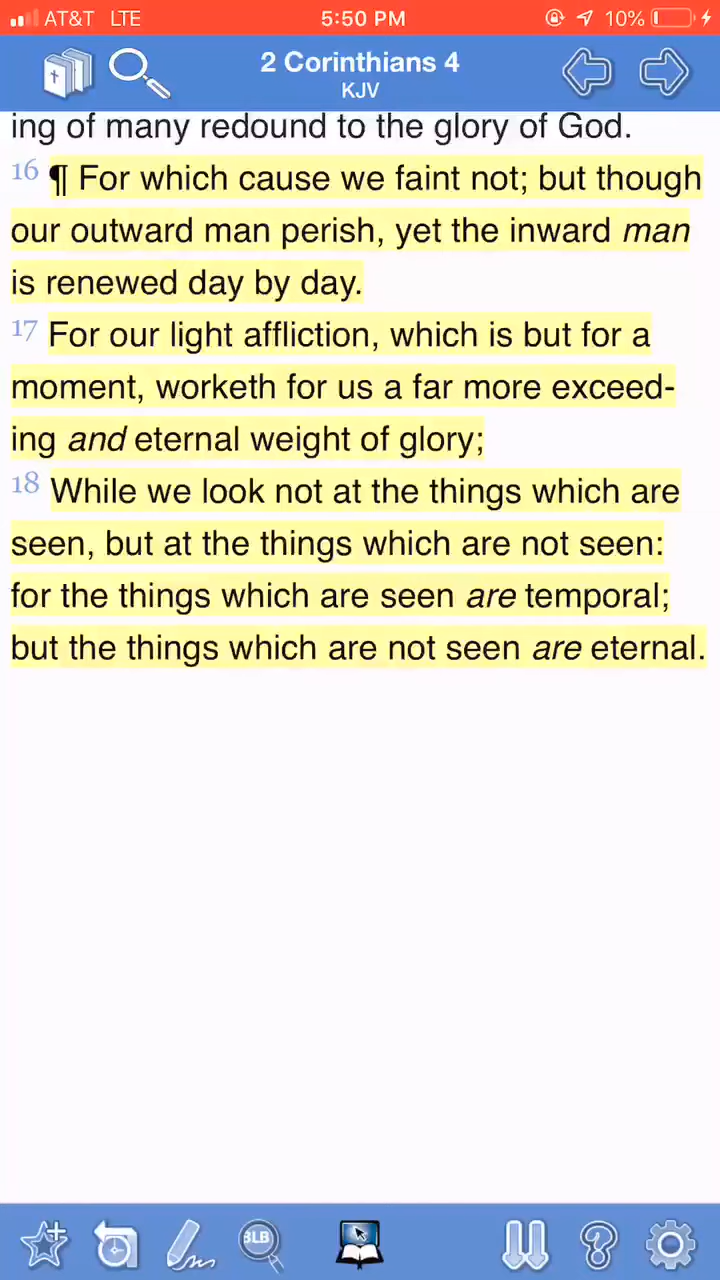 AT&T LTE 5:50 PM 10%
2 Corinthians 4
KJV
ing of many redound to the glory of God.
16 ¶ For which cause we faint not; but though
our outward man perish, yet the inward man
is renewed day by day.
17 For our light affliction, which is but for a
moment, worketh for us a far more exceed-
ing and eternal weight of glory;
18 While we look not at the things which are
seen, but at the things which are not seen:
for the things which are seen are temporal;
but the things which are not seen are eternal.
BLB